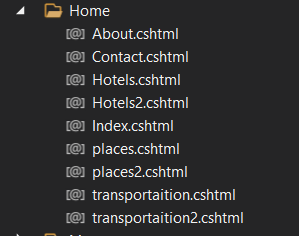 Home
[@] About.cshtml
[@] Contact.cshtml
[@] Hotels.cshtml
[@] Hotels2.cshtml
[@] Index.cshtml
[@] places.cshtml
[@] places2.cshtml
[@] transportaition.cshtml
[@] transportaition2.cshtml